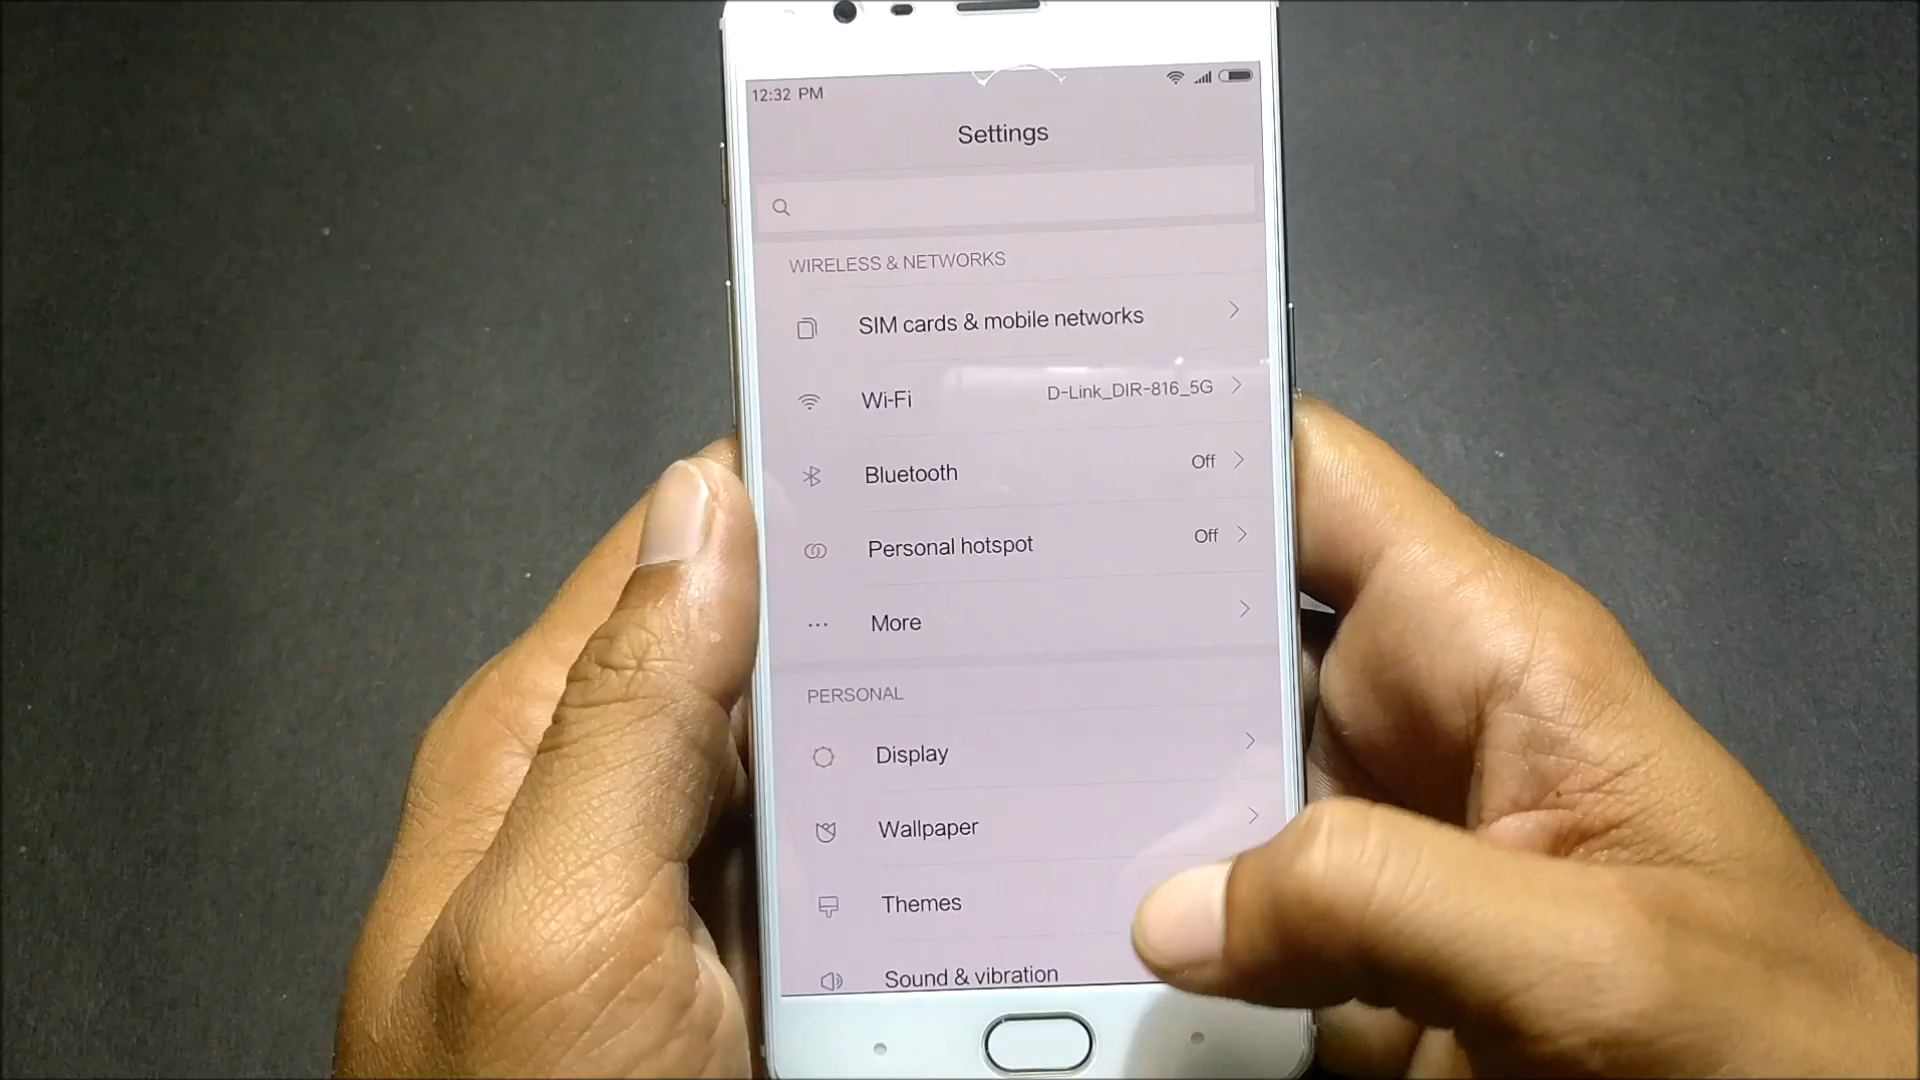 12:32 PM
Settings
WIRELESS & NETWORKS
SIM cards & mobile networks
Wi-Fi D-Link_DIR-816_5G
Bluetooth Off
Personal hotspot Off
More
PERSONAL
Display
Wallpaper
Themes
Sound & vibration